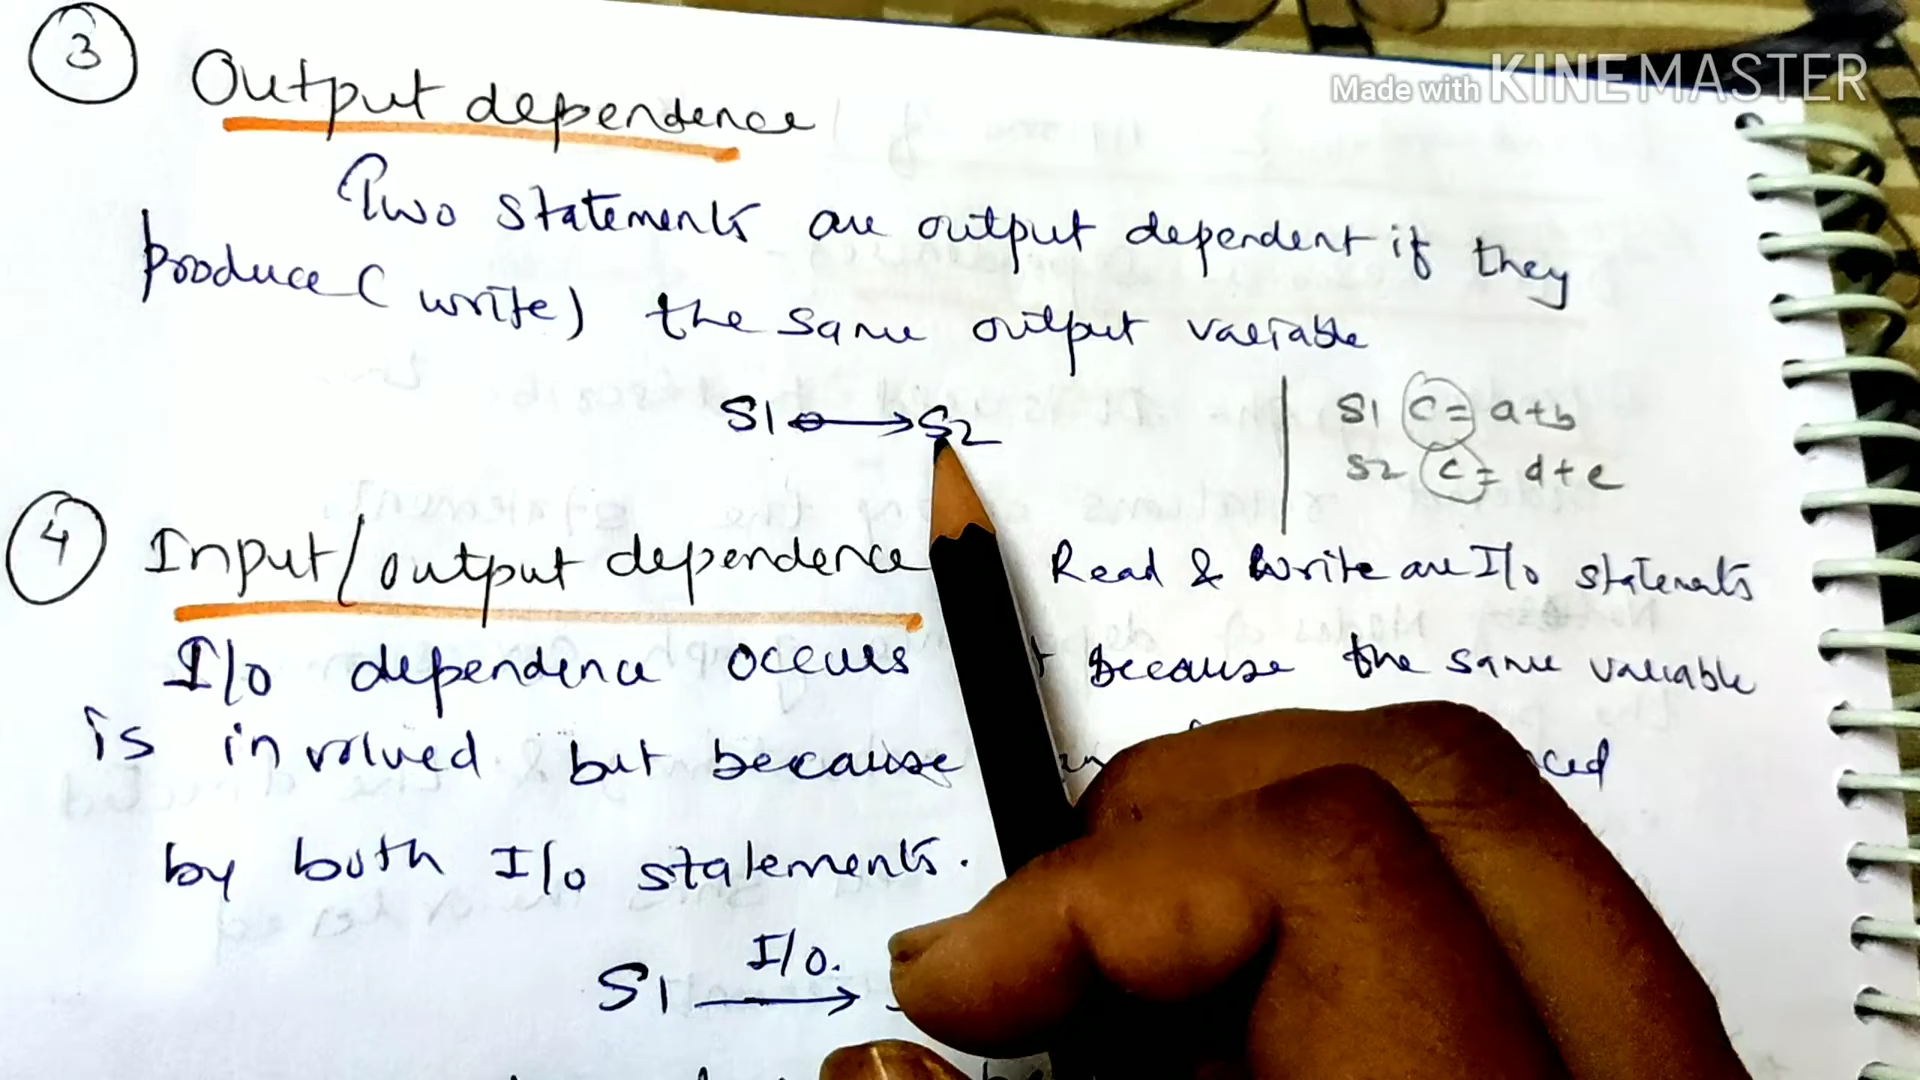 Made with KINEMASTER
3 Output dependence
Two statements are output dependent if they
produce (write) the same output variable
S1 → S2
S1 C = a+b
S2 C = d+e
4 Input/output dependence Read & Write are I/o statements
I/o dependence occurs because the same variable
is involved but because
by both I/o statements.
I/o.
S1 →